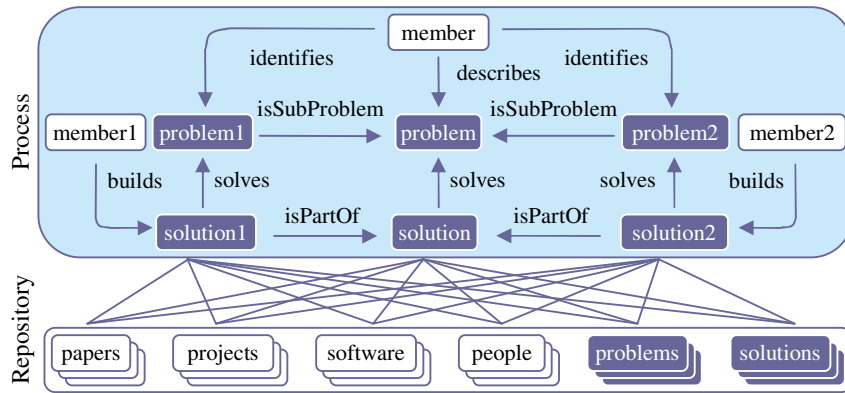 member
identifies
identifies
describes
isSubProblem
isSubProblem
Process
member1
problem1
problem
problem2
member2
builds
solves
solves
solves
builds
isPartOf
isPartOf
solution1
solution
solution2
Repository
papers
projects
software
people
problems
solutions